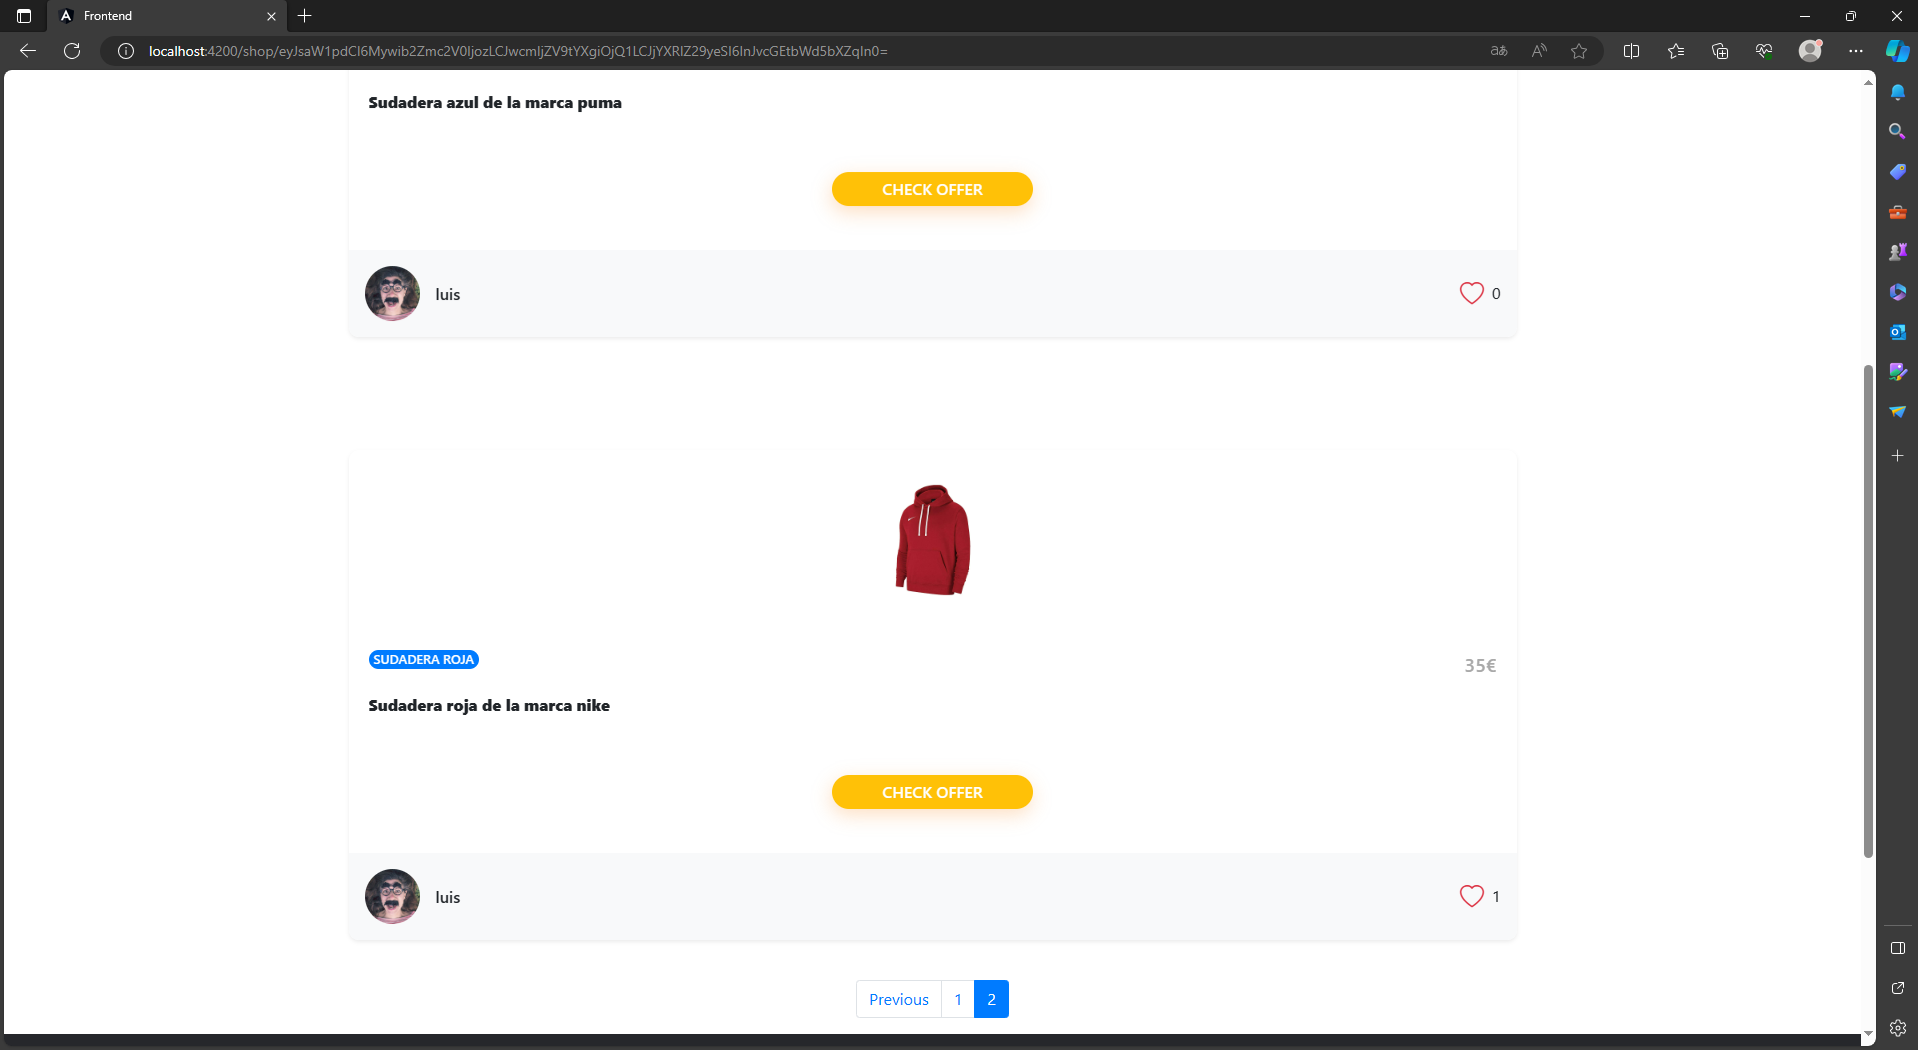 Frontend
localhost:4200/shop/eyJsaW1pdCI6Mywib2Zmc2V0IjozLCJwcmljZV9tYXgiOjQ1LCJjYXRlZ29yeSI6InJvcGEtbWd5bXZqIn0=
Sudadera azul de la marca puma
CHECK OFFER
luis
0
SUDADERA ROJA
35€
Sudadera roja de la marca nike
CHECK OFFER
luis
1
Previous 1 2